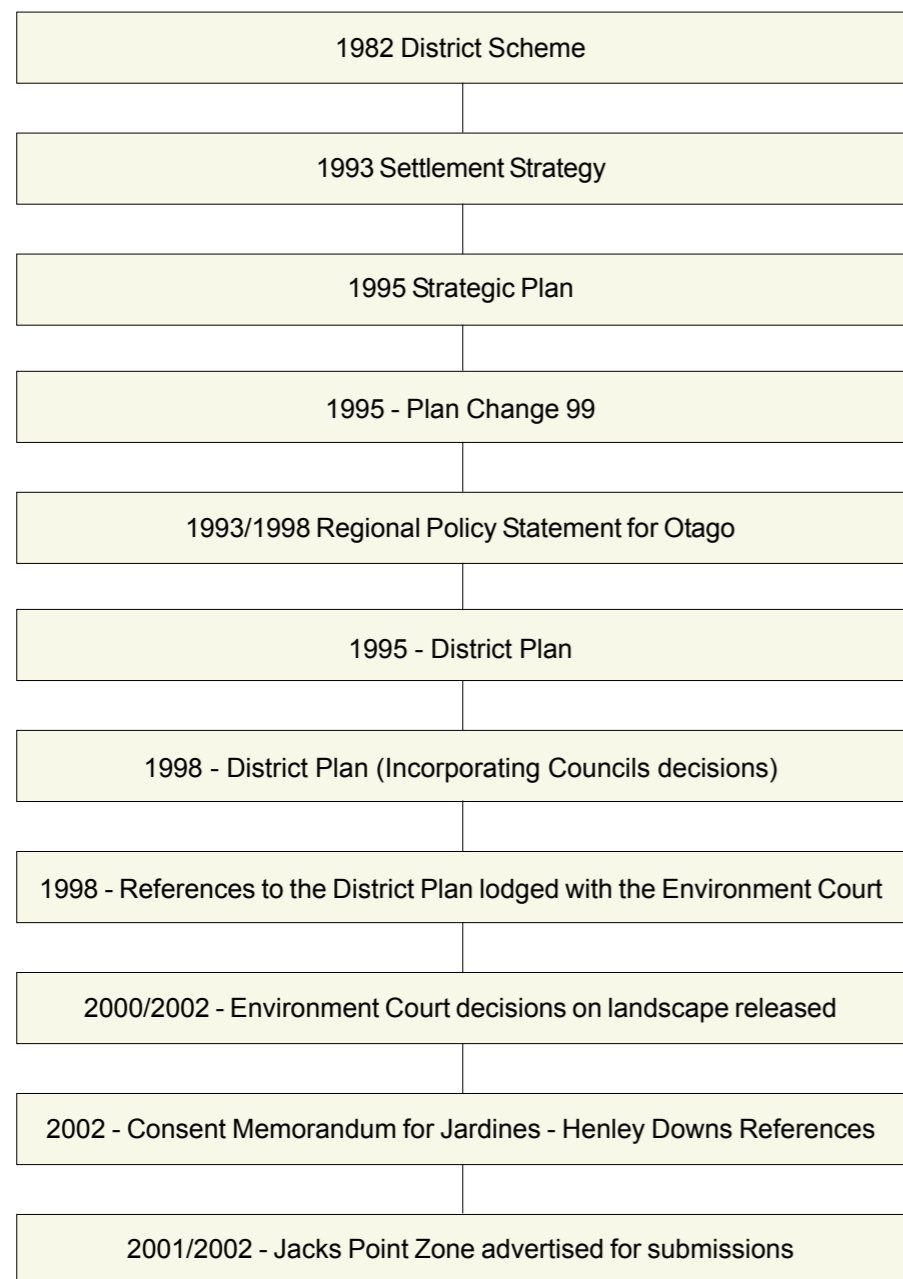 1982 District Scheme
1993 Settlement Strategy
1995 Strategic Plan
1995 - Plan Change 99
1993/1998 Regional Policy Statement for Otago
1995 - District Plan
1998 - District Plan (Incorporating Councils decisions)
1998 - References to the District Plan lodged with the Environment Court
2000/2002 - Environment Court decisions on landscape released
2002 - Consent Memorandum for Jardines - Henley Downs References
2001/2002 - Jacks Point Zone advertised for submissions